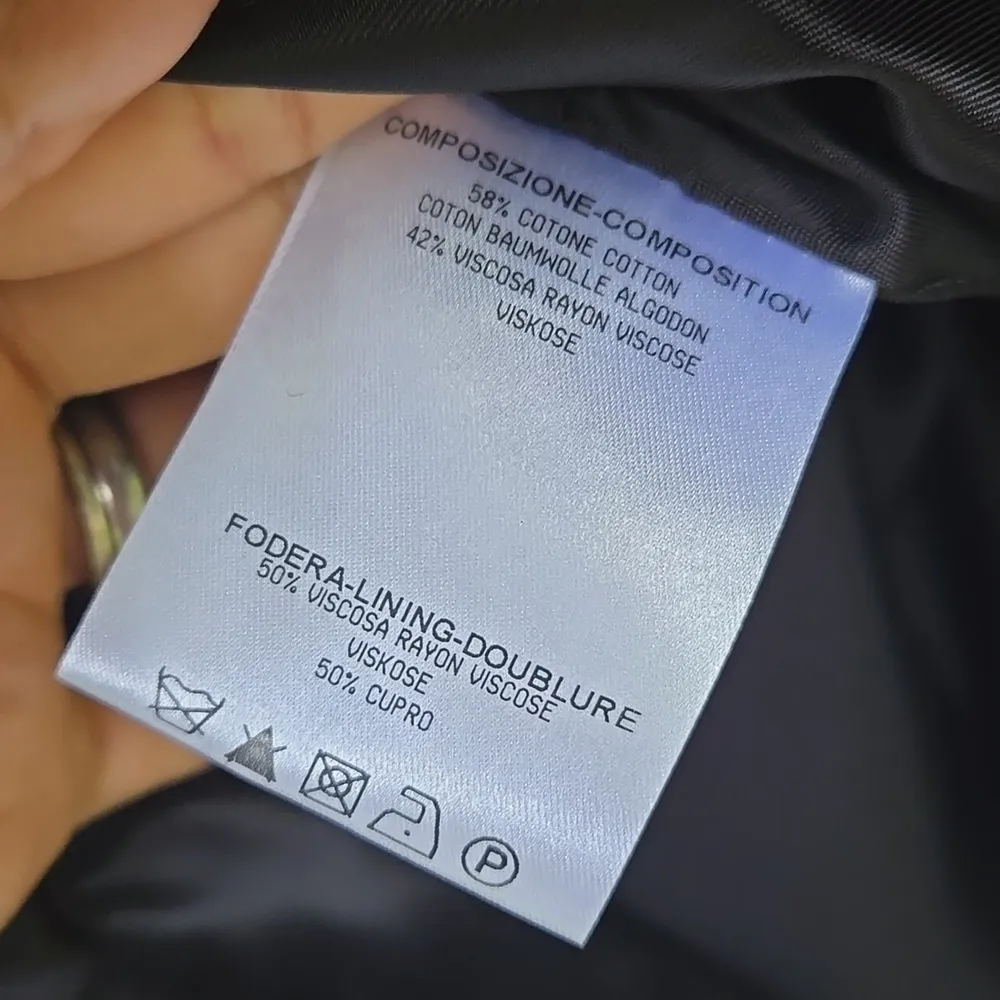 COMPOSIZIONE-COMPOSITION
58% COTONE COTTON
COTON BAUMWOLLE ALGODON
42% VISCOSA RAYON VISCOSE
VISKOSE
FODERA-LINING-DOUBLURE
50% VISCOSA RAYON VISCOSE
VISKOSE
50% CUPRO
P